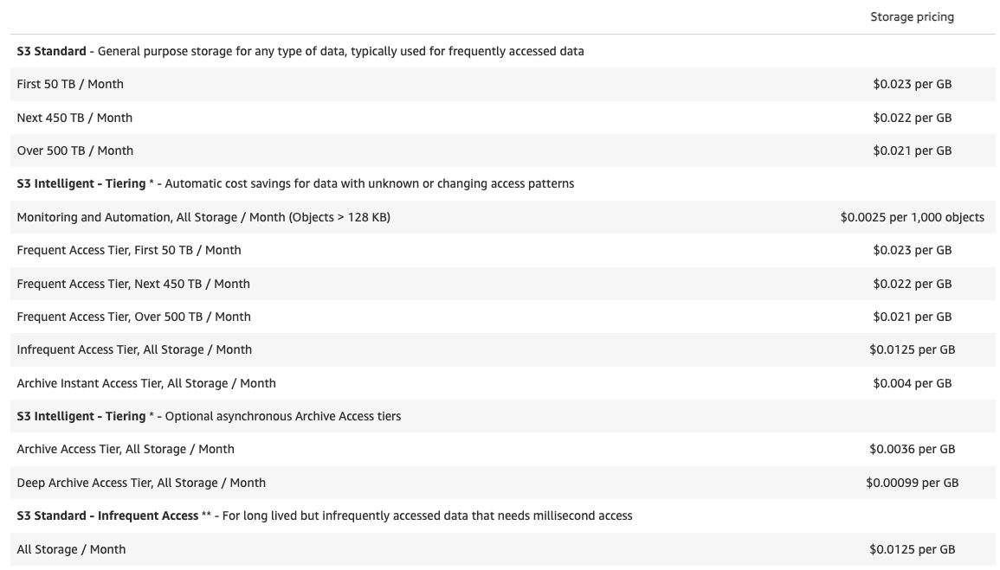 Storage pricing
S3 Standard - General purpose storage for any type of data, typically used for frequently accessed data
First 50 TB / Month $0.023 per GB
Next 450 TB / Month $0.022 per GB
Over 500 TB / Month $0.021 per GB
S3 Intelligent - Tiering * - Automatic cost savings for data with unknown or changing access patterns
Monitoring and Automation, All Storage / Month (Objects > 128 KB) $0.0025 per 1,000 objects
Frequent Access Tier, First 50 TB / Month $0.023 per GB
Frequent Access Tier, Next 450 TB / Month $0.022 per GB
Frequent Access Tier, Over 500 TB / Month $0.021 per GB
Infrequent Access Tier, All Storage / Month $0.0125 per GB
Archive Instant Access Tier, All Storage / Month $0.004 per GB
S3 Intelligent - Tiering * - Optional asynchronous Archive Access tiers
Archive Access Tier, All Storage / Month $0.0036 per GB
Deep Archive Access Tier, All Storage / Month $0.00099 per GB
S3 Standard - Infrequent Access ** - For long lived but infrequently accessed data that needs millisecond access
All Storage / Month $0.0125 per GB